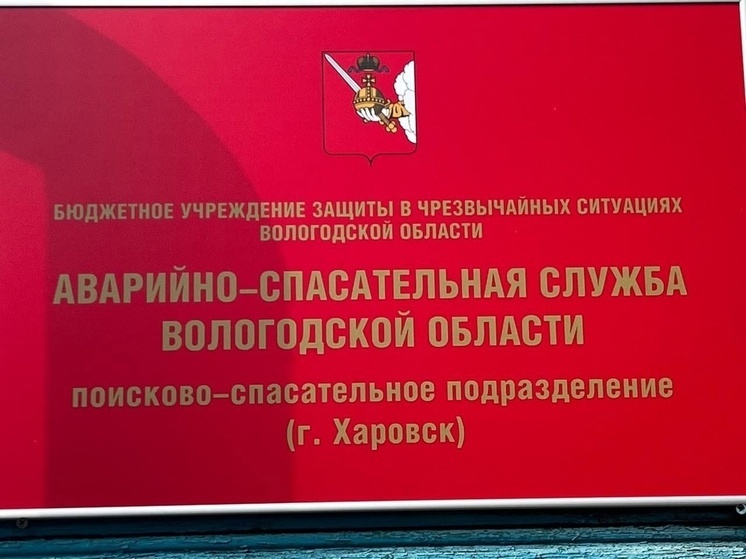 БЮДЖЕТНОЕ УЧРЕЖДЕНИЕ ЗАЩИТЫ В ЧРЕЗВЫЧАЙНЫХ СИТУАЦИЯХ
ВОЛОГОДСКОЙ ОБЛАСТИ
АВАРИЙНО–СПАСАТЕЛЬНАЯ СЛУЖБА
ВОЛОГОДСКОЙ ОБЛАСТИ
ПОИСКОВО–СПАСАТЕЛЬНОЕ ПОДРАЗДЕЛЕНИЕ
(г. Харовск)